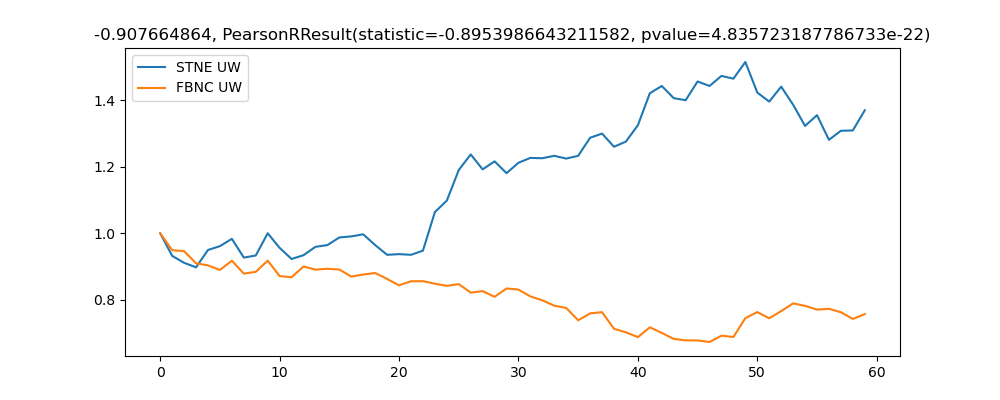 -0.907664864, PearsonRResult(statistic=-0.8953986643211582, pvalue=4.835723187786733e-22)
STNE UW
FBNC UW
1.4
1.2
1.0
0.8
0 10 20 30 40 50 60